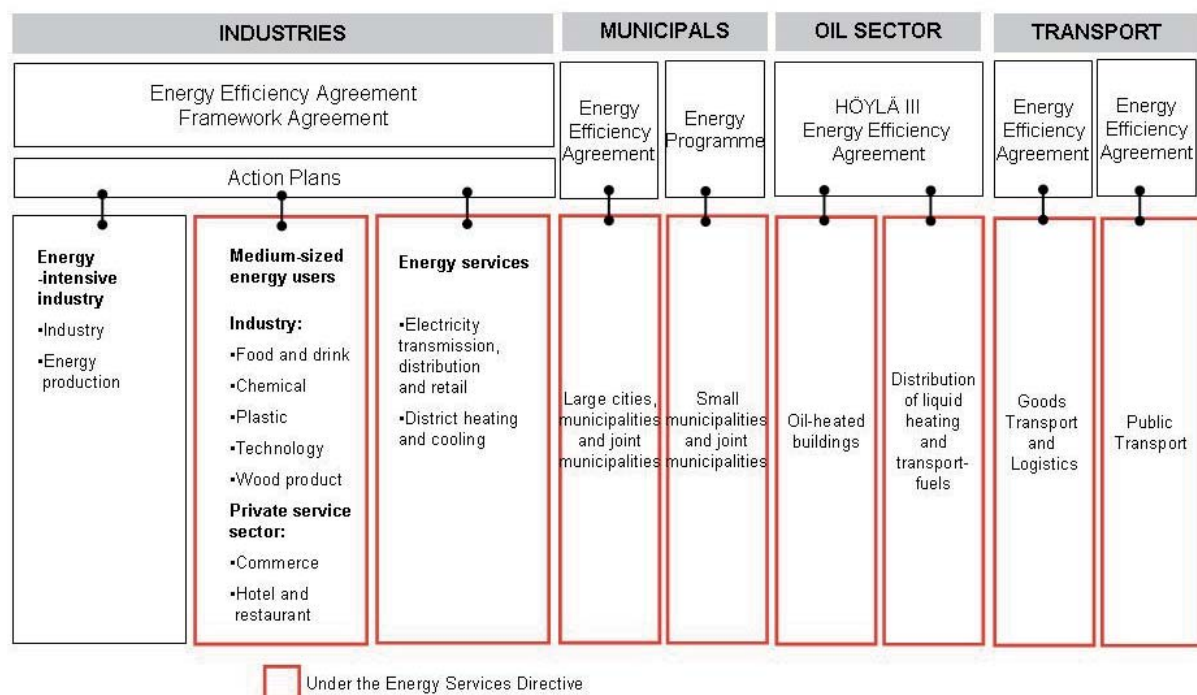 INDUSTRIES
MUNICIPALS
OIL SECTOR
TRANSPORT
Energy Efficiency Agreement
Framework Agreement
Action Plans
Energy
Efficiency
Agreement
Energy
Programme
HÖYLÄ III
Energy Efficiency
Agreement
Energy
Efficiency
Agreement
Energy
Efficiency
Agreement
Energy
-intensive
industry
▪Industry
▪Energy
production
Medium-sized
energy users
Industry:
▪Food and drink
▪Chemical
▪Plastic
▪Technology
▪Wood product
Private service
sector:
▪Commerce
▪Hotel and
restaurant
Energy services
▪Electricity
transmission,
distribution
and retail
▪District heating
and cooling
Large cities,
municipalities
and joint
municipalities
Small
municipalities
and joint
municipalities
Oil-heated
buildings
Distribution
of liquid
heating
and
transport-
fuels
Goods
Transport
and
Logistics
Public
Transport
Under the Energy Services Directive